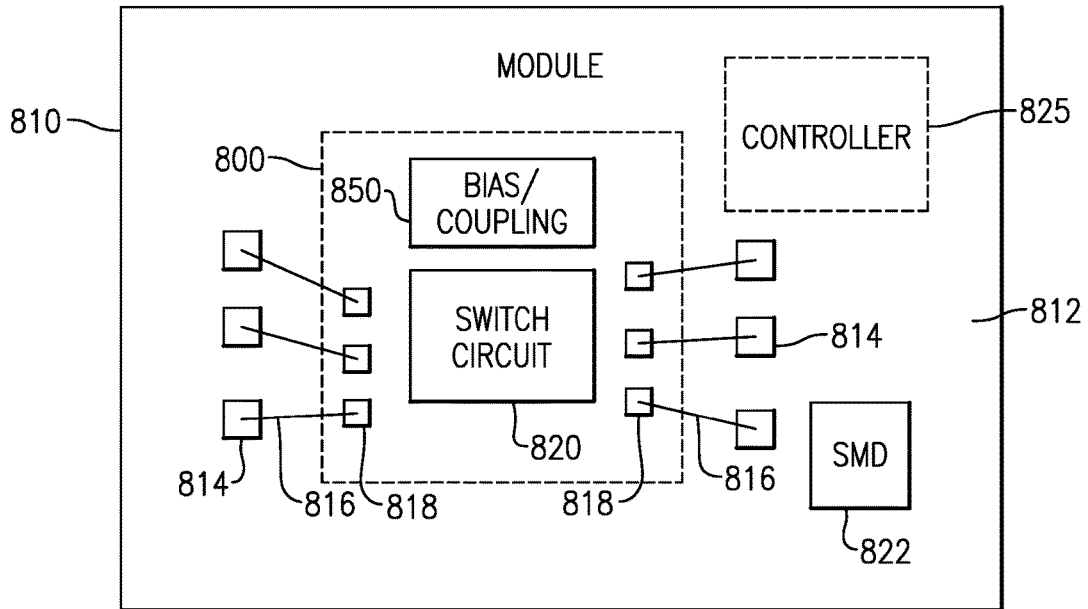 MODULE
810
CONTROLLER
825
800
850
BIAS/
COUPLING
SWITCH
CIRCUIT
812
814
820
SMD
814
816
818
818
816
822